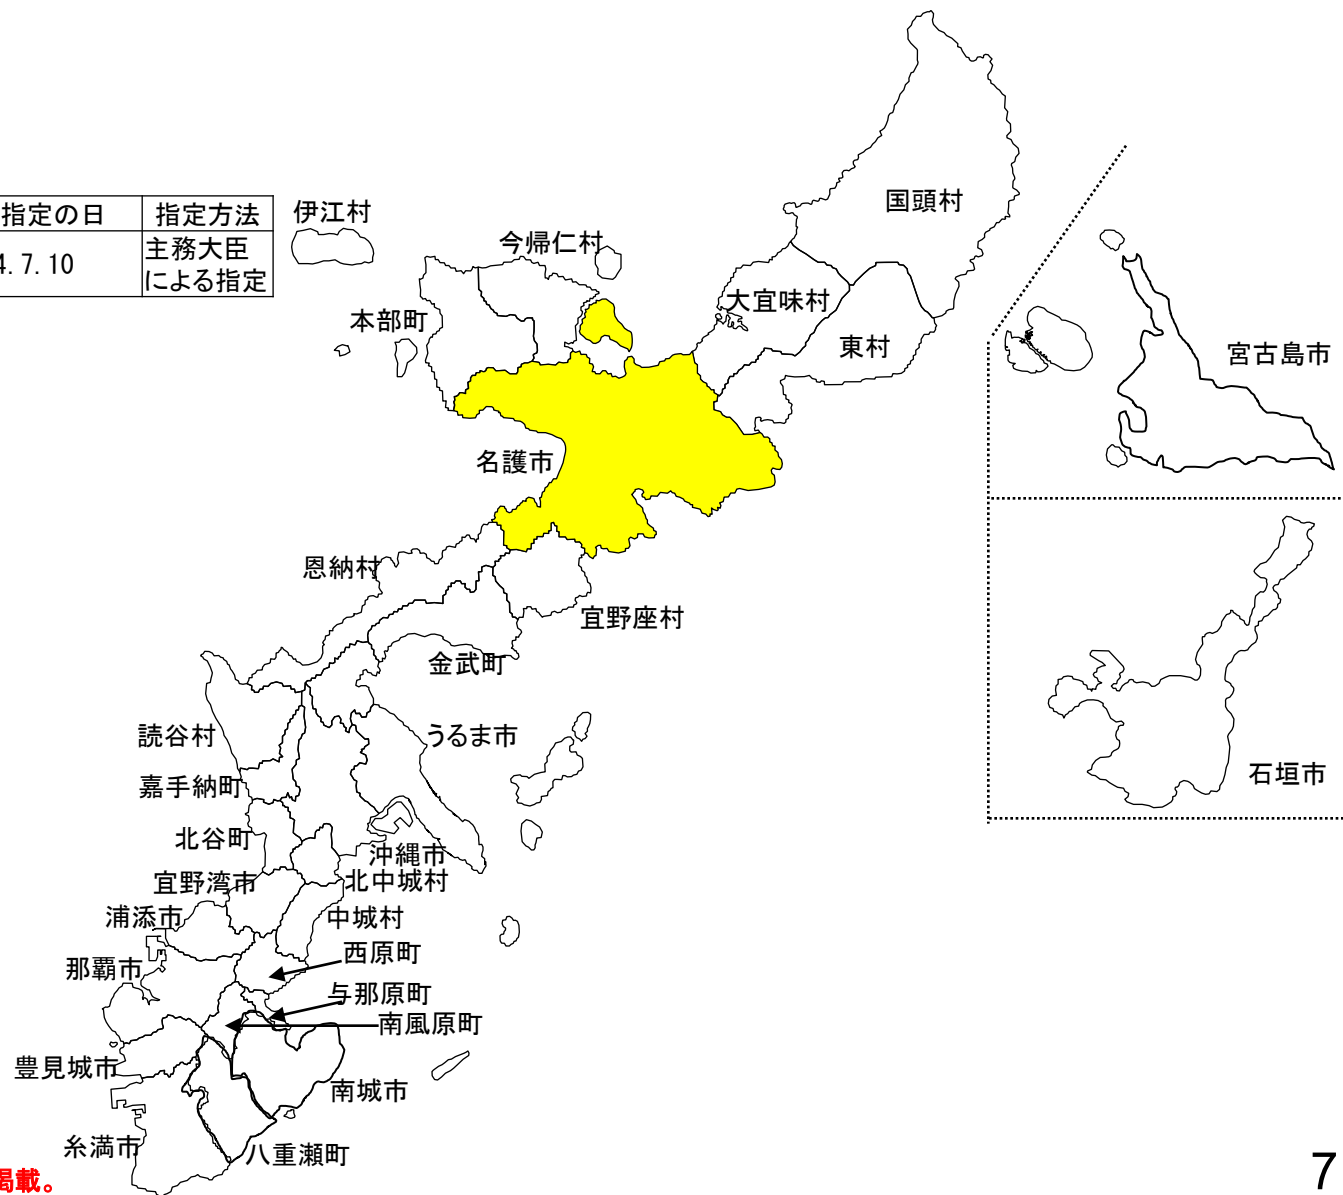 指定の日 指定方法
4. 7. 10 主務大臣
による指定
伊江村
国頭村
今帰仁村
大宜味村
本部町
東村
宮古島市
名護市
恩納村
宜野座村
金武町
読谷村
うるま市
石垣市
嘉手納町
北谷町
沖縄市
宜野湾市
北中城村
浦添市
中城村
西原町
那覇市
与那原町
南風原町
豊見城市
南城市
糸満市
八重瀬町
掲載。
7